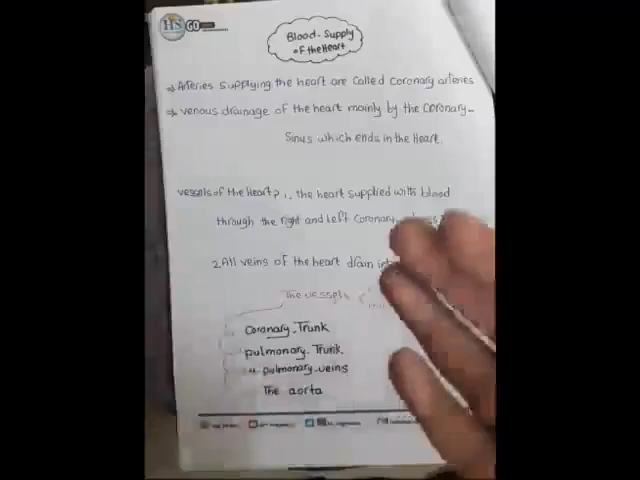 HS
GO
Blood-Supply
of the Heart
⇒ Arteries supplying the heart are called coronary arteries
⇒ venous drainage of the heart mainly by the coronary-
Sinus which ends in the Heart.
vessels of the Heart? 1. the heart supplied with blood
through the right and left coronary
2. All veins of the heart drain
The vessels
Coronary-Trunk
pulmonary-Trunk.
4 pulmonary-veins
The aorta